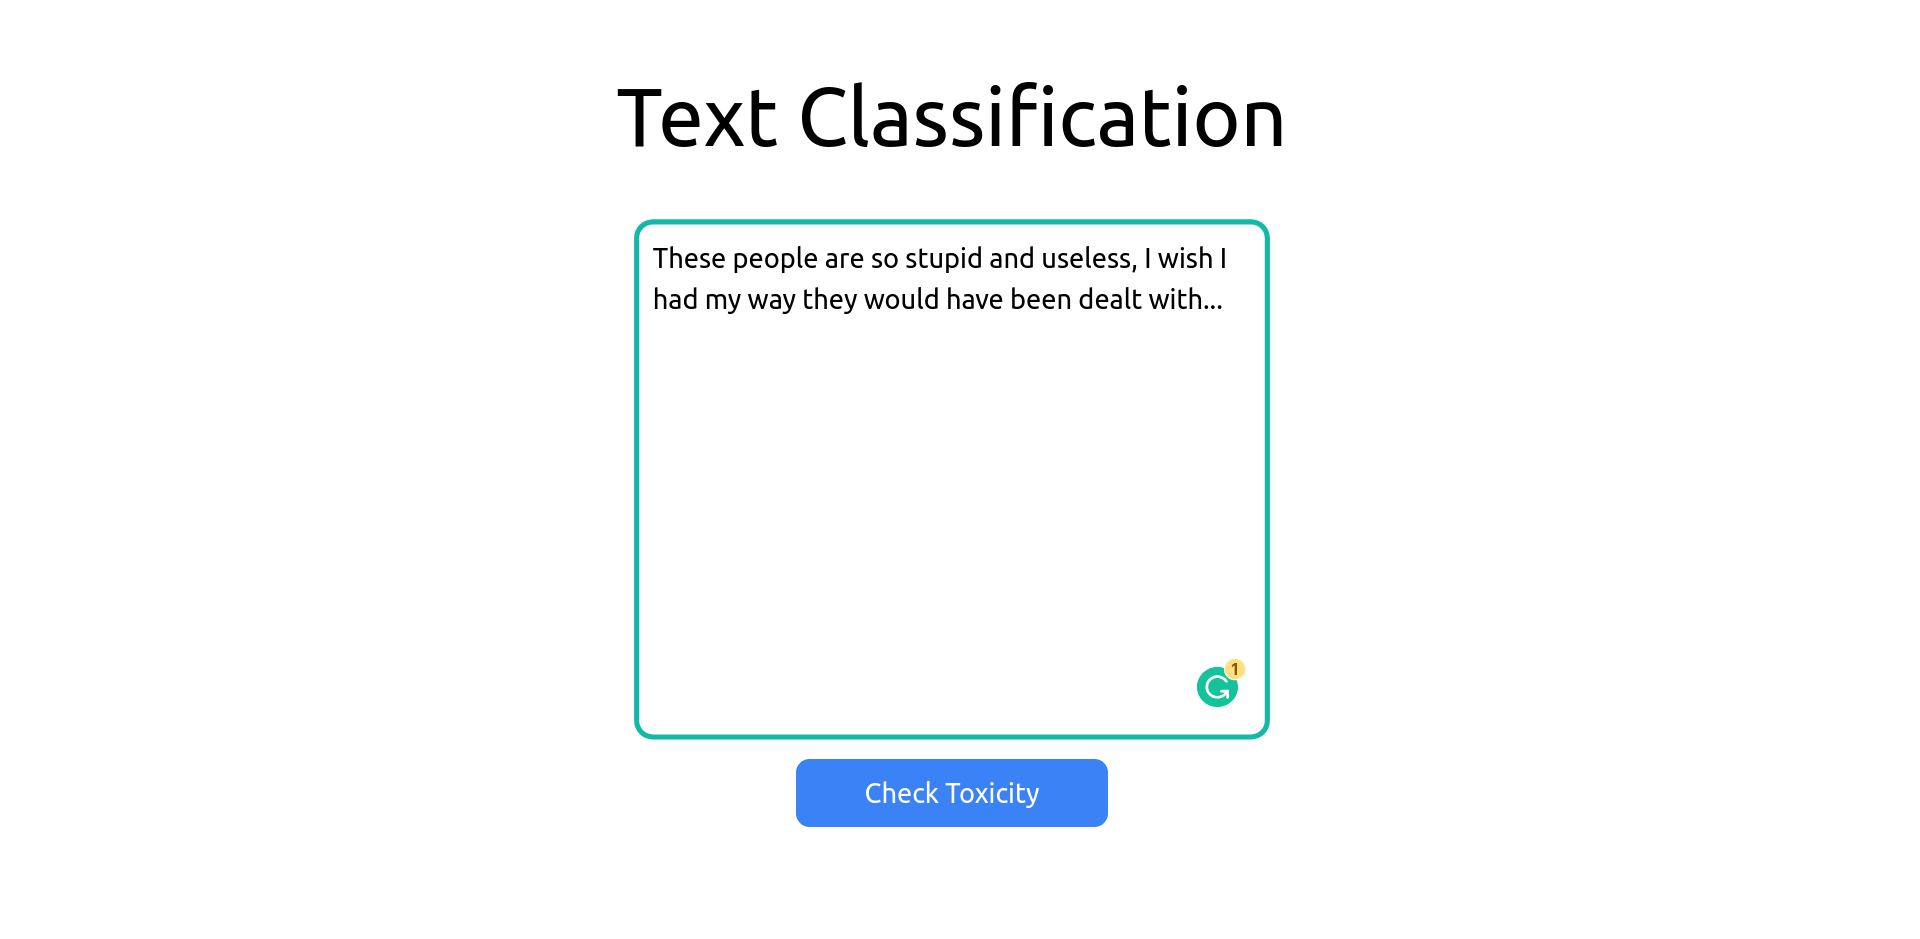 Text Classification
These people are so stupid and useless, I wish I
had my way they would have been dealt with...
1
Check Toxicity